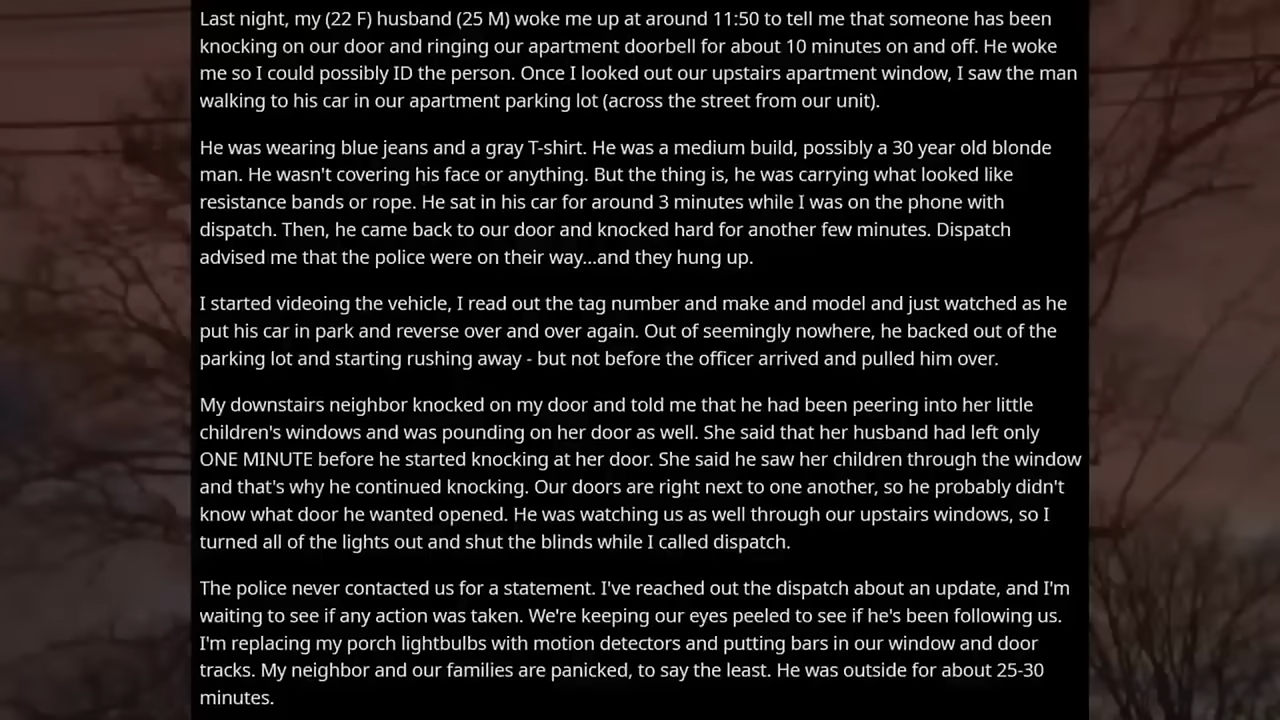 Last night, my (22 F) husband (25 M) woke me up at around 11:50 to tell me that someone has been
knocking on our door and ringing our apartment doorbell for about 10 minutes on and off. He woke
me so I could possibly ID the person. Once I looked out our upstairs apartment window, I saw the man
walking to his car in our apartment parking lot (across the street from our unit).
He was wearing blue jeans and a gray T-shirt. He was a medium build, possibly a 30 year old blonde
man. He wasn't covering his face or anything. But the thing is, he was carrying what looked like
resistance bands or rope. He sat in his car for around 3 minutes while I was on the phone with
dispatch. Then, he came back to our door and knocked hard for another few minutes. Dispatch
advised me that the police were on their way...and they hung up.
I started videoing the vehicle, I read out the tag number and make and model and just watched as he
put his car in park and reverse over and over again. Out of seemingly nowhere, he backed out of the
parking lot and starting rushing away - but not before the officer arrived and pulled him over.
My downstairs neighbor knocked on my door and told me that he had been peering into her little
children's windows and was pounding on her door as well. She said that her husband had left only
ONE MINUTE before he started knocking at her door. She said he saw her children through the window
and that's why he continued knocking. Our doors are right next to one another, so he probably didn't
know what door he wanted opened. He was watching us as well through our upstairs windows, so I
turned all of the lights out and shut the blinds while I called dispatch.
The police never contacted us for a statement. I've reached out the dispatch about an update, and I'm
waiting to see if any action was taken. We're keeping our eyes peeled to see if he's been following us.
I'm replacing my porch lightbulbs with motion detectors and putting bars in our window and door
tracks. My neighbor and our families are panicked, to say the least. He was outside for about 25-30
minutes.